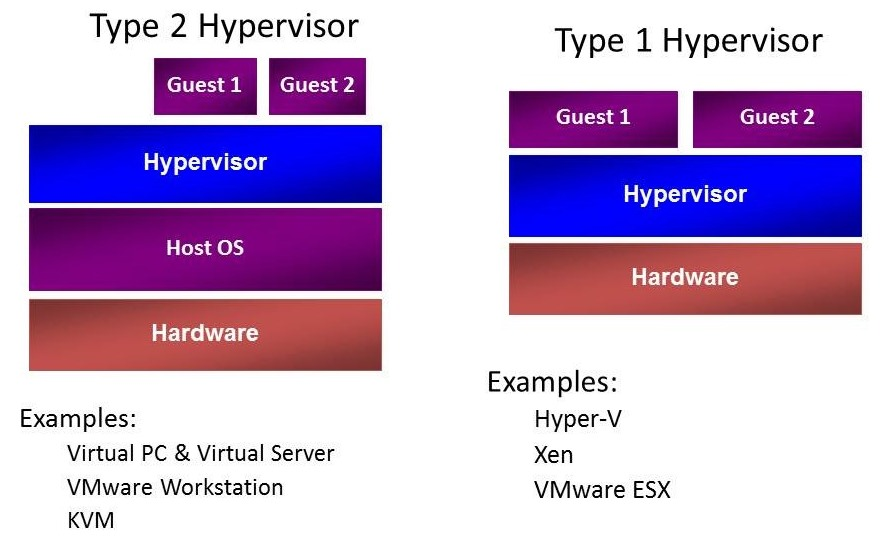 Type 2 Hypervisor
Guest 1
Guest 2
Hypervisor
Host OS
Hardware
Examples:
Virtual PC & Virtual Server
VMware Workstation
KVM
Type 1 Hypervisor
Guest 1
Guest 2
Hypervisor
Hardware
Examples:
Hyper-V
Xen
VMware ESX